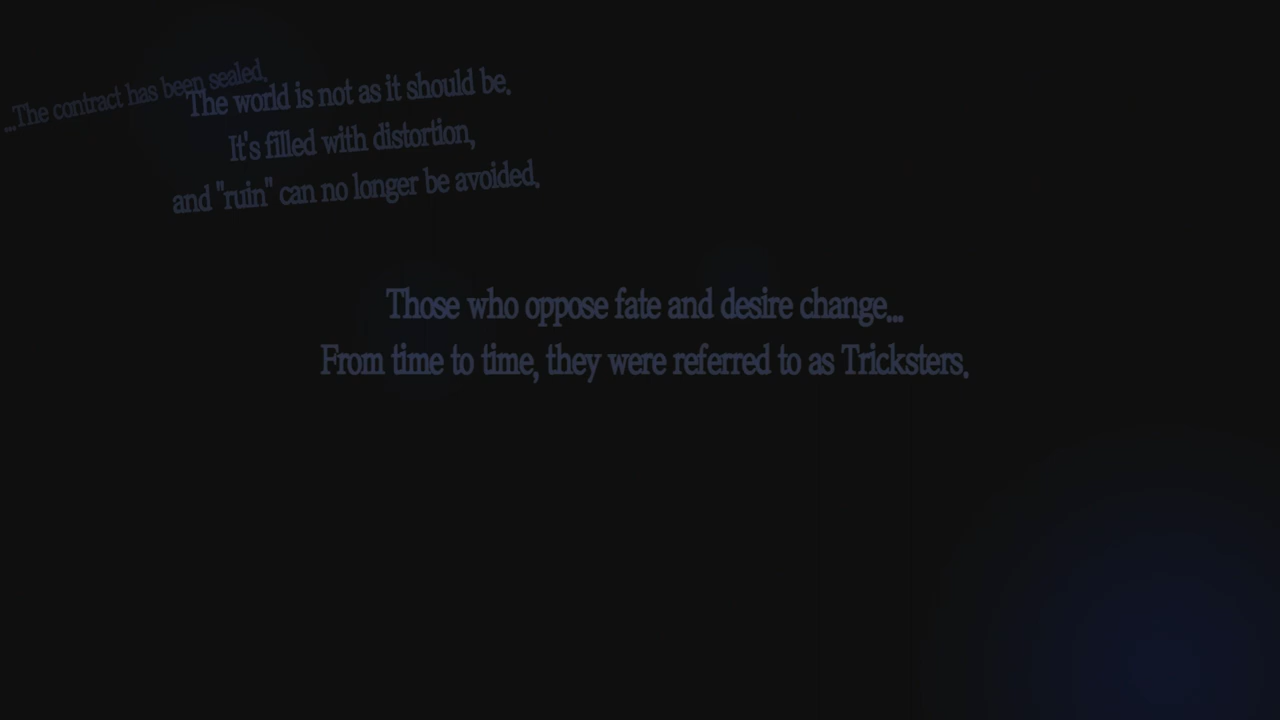 ...The contract has been sealed.
The world is not as it should be.
It's filled with distortion,
and "ruin" can no longer be avoided.
Those who oppose fate and desire change...
From time to time, they were referred to as Tricksters.